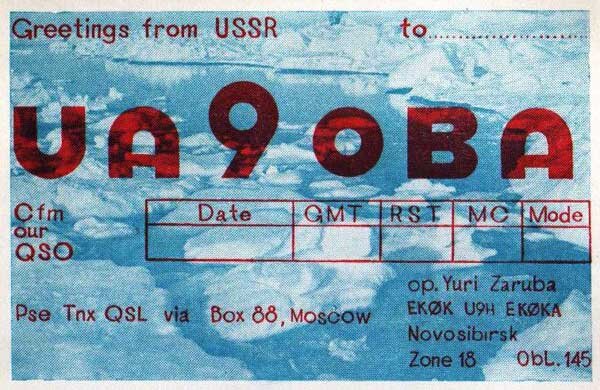 Greetings from USSR to....................
UA9OBA
Cfm our QSO
Date GMT RST MC Mode
Pse Tnx QSL via Box 88, Moscow
op. Yuri Zaruba
EKØK U9H EKØKA
Novosibirsk
Zone 18 ObL. 145